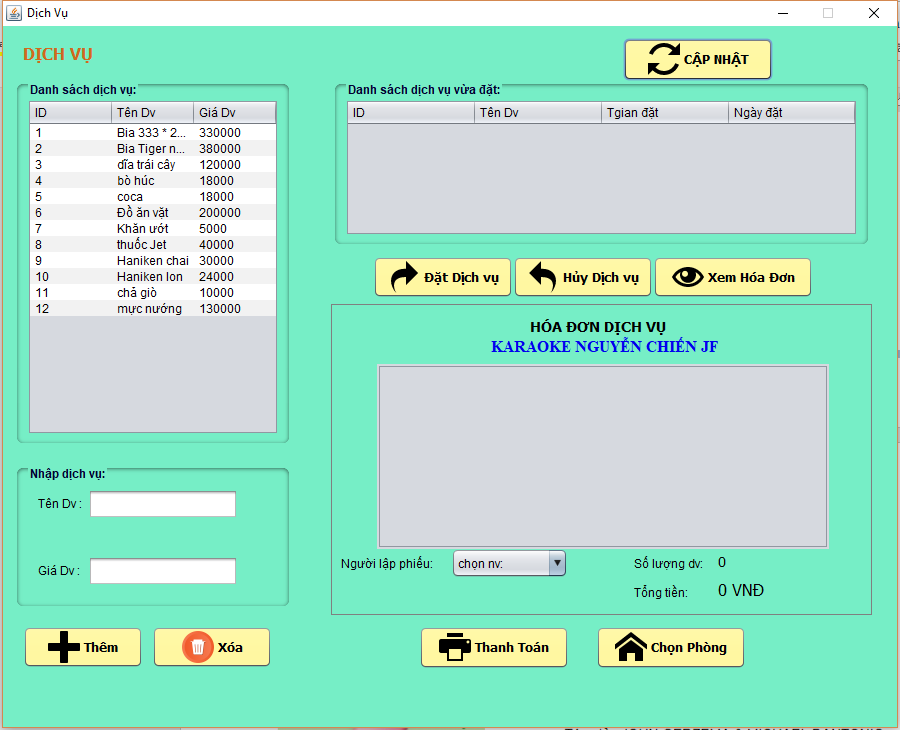 Dịch Vụ
DỊCH VỤ
CẬP NHẬT
Danh sách dịch vụ:
ID Tên Dv Giá Dv
1 Bia 333 * 2... 330000
2 Bia Tiger n... 380000
3 dĩa trái cây 120000
4 bò húc 18000
5 coca 18000
6 Đồ ăn vặt 200000
7 Khăn ướt 5000
8 thuốc Jet 40000
9 Haniken chai 30000
10 Haniken lon 24000
11 chả giò 10000
12 mực nướng 130000
Danh sách dịch vụ vừa đặt:
ID Tên Dv Tgian đặt Ngày đặt
Đặt Dịch vụ Hủy Dịch vụ Xem Hóa Đơn
HÓA ĐƠN DỊCH VỤ
KARAOKE NGUYỄN CHIẾN JF
Người lập phiếu: chọn nv: Số lượng dv: 0
Tổng tiền: 0 VNĐ
Nhập dịch vụ:
Tên Dv :
Giá Dv :
Thêm Xóa Thanh Toán Chọn Phòng